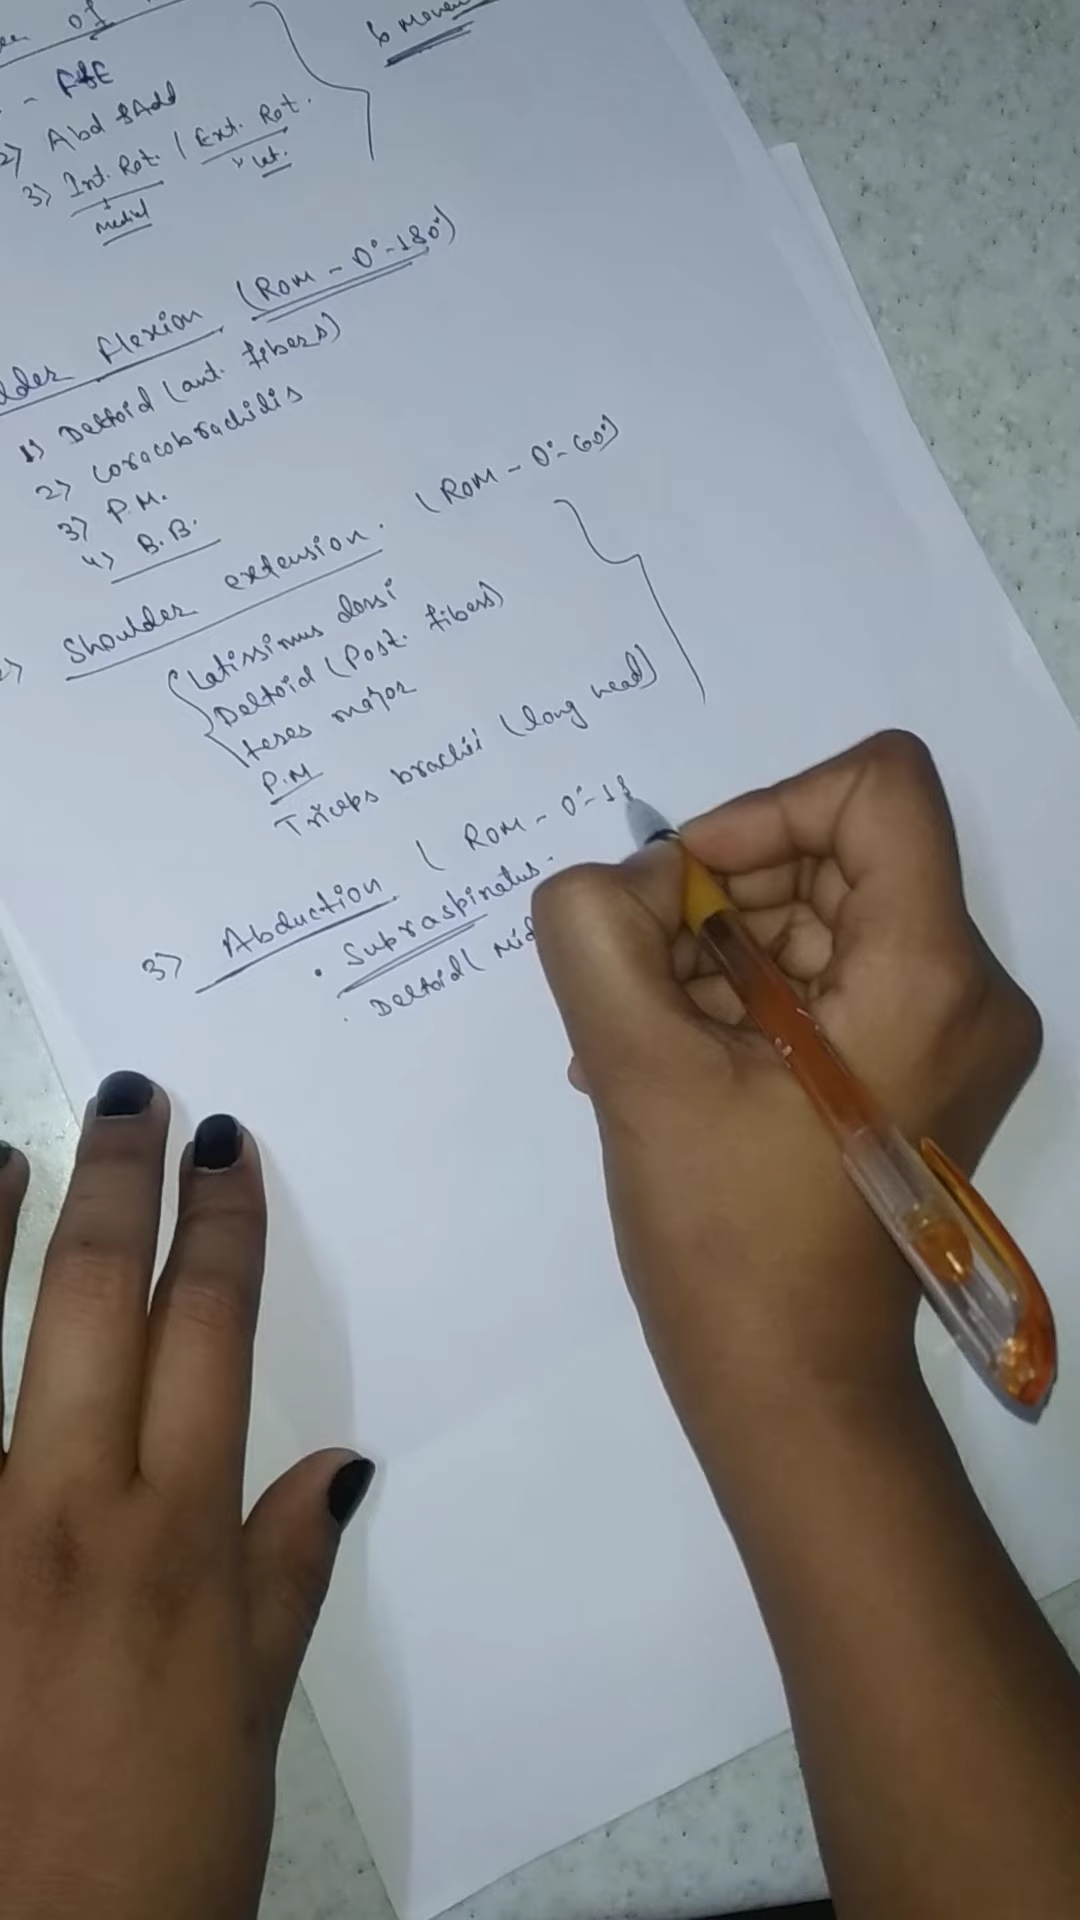 of
- F&E
6 Movem
2) Abd & Add
3) Int. Rot. / Ext. Rot.
Medial
Lat.
Flexion (ROM - 0°-180°)
1) Deltoid (ant. fibers)
2) Coracobrachilis
3) P.M.
4) B.B.
Shoulder extension. (ROM - 0°-60°)
Latissimus dorsi
Deltoid (Post. fibers)
teres major
P.M
Triceps brachii (long head)
3) Abduction (ROM - 0°-18
• Supraspinatus.
• Deltoid (Mid